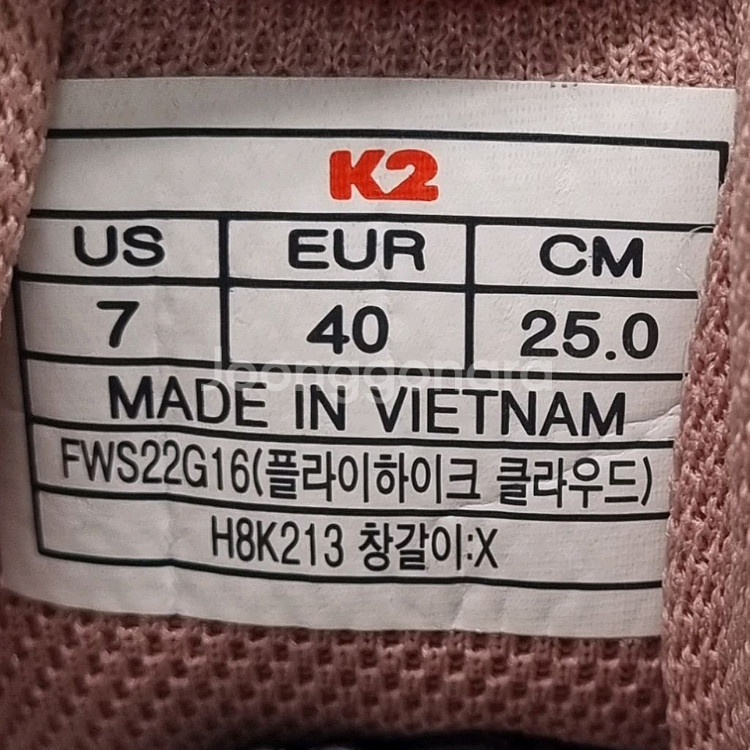 K2
US EUR CM
7 40 25.0
MADE IN VIETNAM
FWS22G16(플라이하이크 클라우드)
H8K213 창갈이:X
Joonggonara